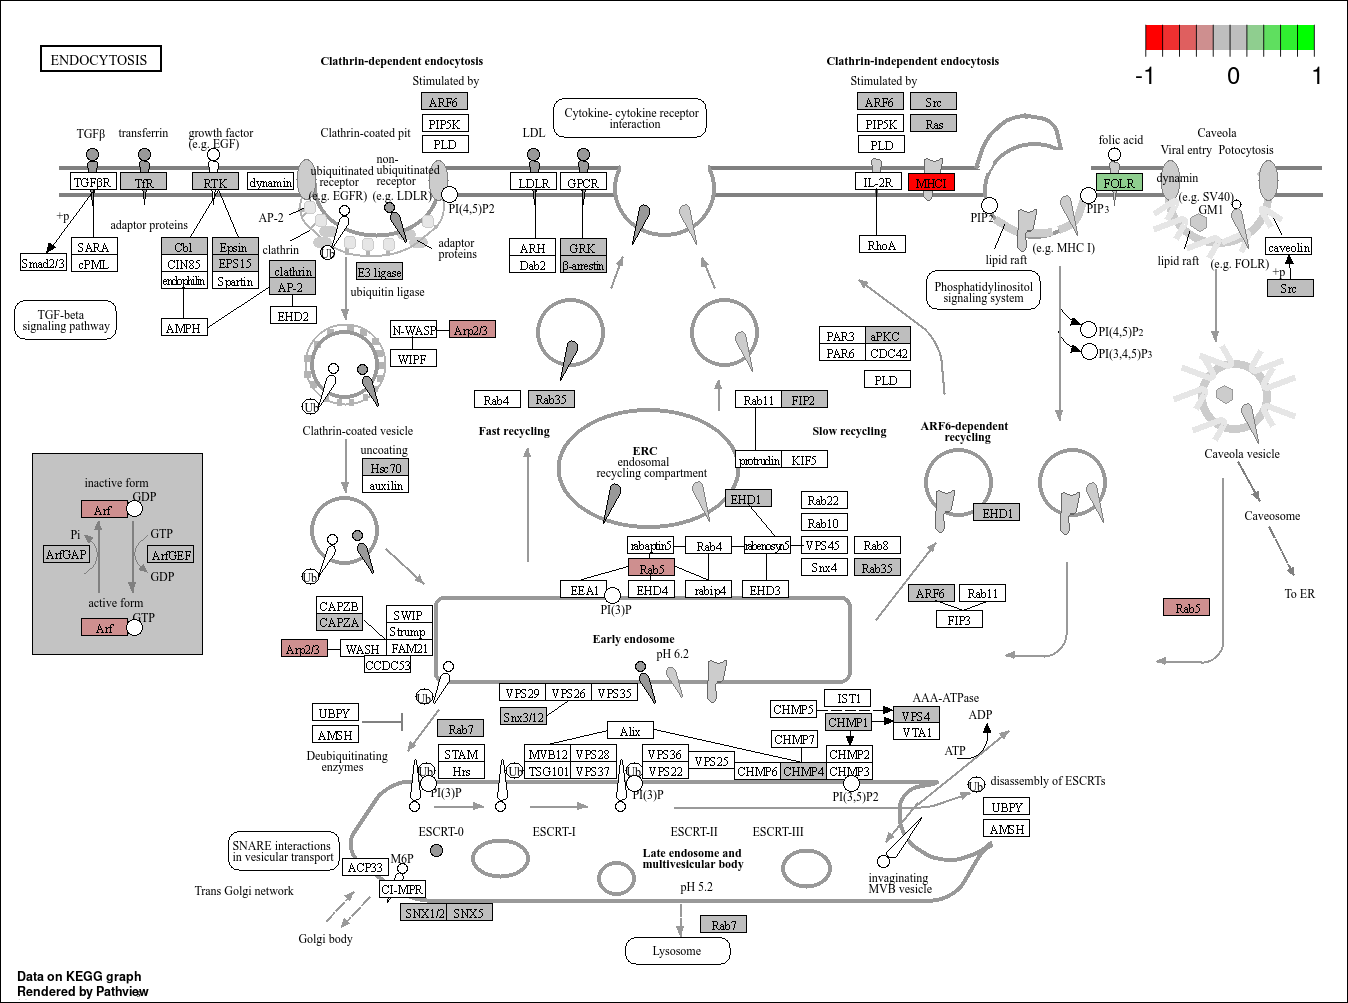 ENDOCYTOSIS
-1
0
1
Clathrin-dependent endocytosis
Stimulated by
ARF6
PIP5K
PLD
Clathrin-independent endocytosis
Stimulated by
ARF6
Src
PIP5K
Ras
PLD
Cytokine- cytokine receptor
interaction
TGFβ
transferrin
growth factor
(e.g. EGF)
Clathrin-coated pit
LDL
folic acid
Caveola
Viral entry
Potocytosis
TGFβR
TfR
RTK
dynamin
ubiquitinated
receptor
(e.g. EGFR)
non-
ubiquitinated
receptor
(e.g. LDLR)
PI(4,5)P2
LDLR
GPCR
IL-2R
MHCI
PIP2
PIP3
FOLR
dynamin
(e.g. SV40)
GM1
+p
adaptor proteins
AP-2
clathrin
Ub
adaptor
proteins
Smad2/3
SARA
cPML
Cbl
CIN85
endophilin
Epsin
EPS15
Spartin
clathrin
AP-2
EHD2
AMPH
E3 ligase
ubiquitin ligase
ARH
Dab2
GRK
β-arrestin
RhoA
lipid raft
(e.g. MHC I)
lipid raft
(e.g. FOLR)
caveolin
+p
Src
TGF-beta
signaling pathway
Phosphatidylinositol
signaling system
N-WASP
Arp2/3
WIPF
PAR3
aPKC
PAR6
CDC42
PLD
PI(4,5)P2
PI(3,4,5)P3
Ub
Clathrin-coated vesicle
uncoating
Hsc70
auxilin
Rab4
Rab35
Fast recycling
Rab11
FIP2
Slow recycling
protrudin
KIF5
ERC
endosomal
recycling compartment
ARF6-dependent
recycling
Caveola vesicle
Caveosome
To ER
EHD1
EHD1
Rab22
Rab10
VPS45
Rab8
Snx4
Rab35
rabaptin5
Rab4
rabenosyn5
Rab5
EEA1
EHD4
rabip4
EHD3
PI(3)P
inactive form
Arf
GDP
Pi
GTP
ArfGAP
ArfGEF
GDP
active form
Arf
GTP
Ub
CAPZB
CAPZA
SWIP
Strump
Arp2/3
WASH
FAM21
CCDC53
Early endosome
pH 6.2
ARF6
Rab11
FIP3
Rab5
Ub
VPS29
VPS26
VPS35
Snx3/12
UBPY
AMSH
Deubiquitinating
enzymes
Rab7
STAM
Hrs
Alix
MVB12
VPS28
TSG101
VPS37
VPS36
VPS22
VPS25
CHMP5
IST1
CHMP1
CHMP7
CHMP2
CHMP6
CHMP4
CHMP3
AAA-ATPase
VPS4
VTA1
ADP
ATP
Ub
PI(3)P
Ub
Ub
PI(3)P
PI(3,5)P2
Ub
disassembly of ESCRTs
UBPY
AMSH
ESCRT-0
ESCRT-I
ESCRT-II
ESCRT-III
SNARE interactions
in vesicular transport
ACP33
M6P
CI-MPR
SNX1/2
SNX5
Late endosome and
multivesicular body
pH 5.2
invaginating
MVB vesicle
Trans Golgi network
Golgi body
Rab7
Lysosome
Data on KEGG graph
Rendered by Pathview